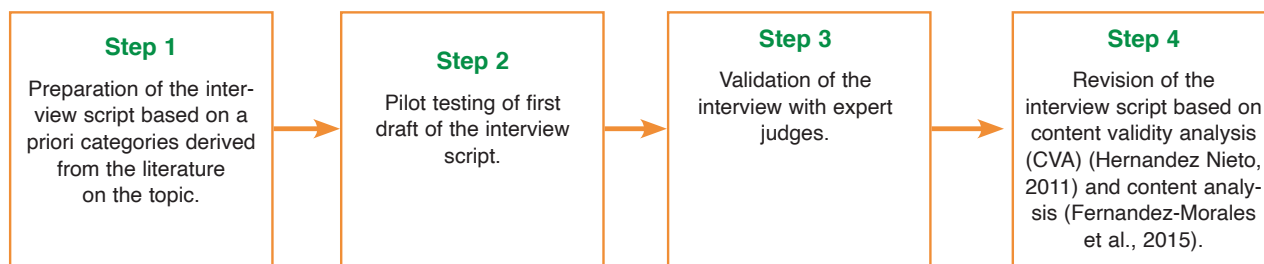 Step 1
Preparation of the inter-
view script based on a
priori categories derived
from the literature
on the topic.
Step 2
Pilot testing of first
draft of the interview
script.
Step 3
Validation of the
interview with expert
judges.
Step 4
Revision of the
interview script based on
content validity analysis
(CVA) (Hernandez Nieto,
2011) and content analy-
sis (Fernandez-Morales
et al., 2015).